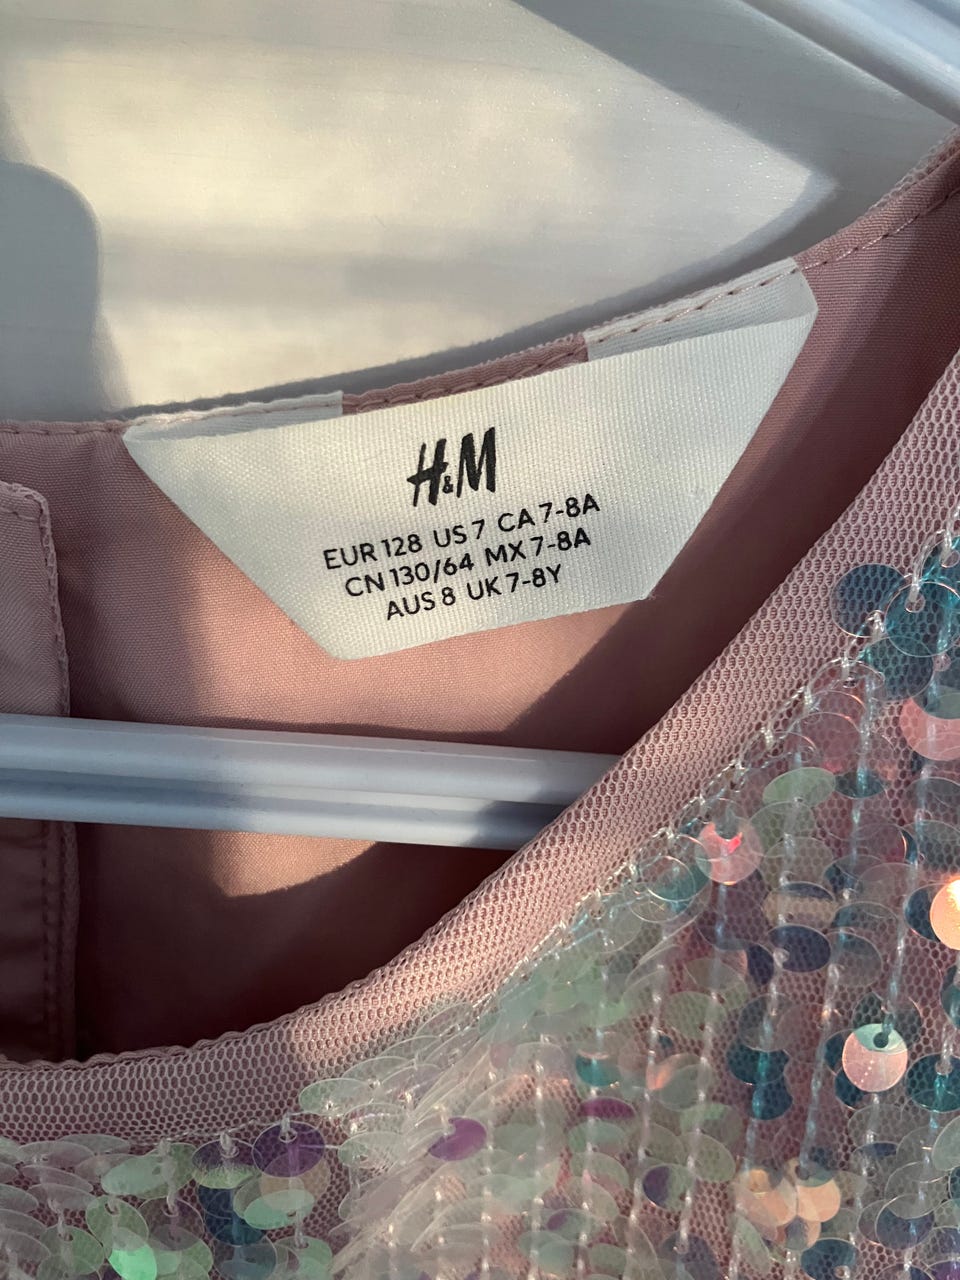 H&M
EUR 128 US 7 CA 7-8A
CN 130/64 MX 7-8A
AUS 8 UK 7-8Y